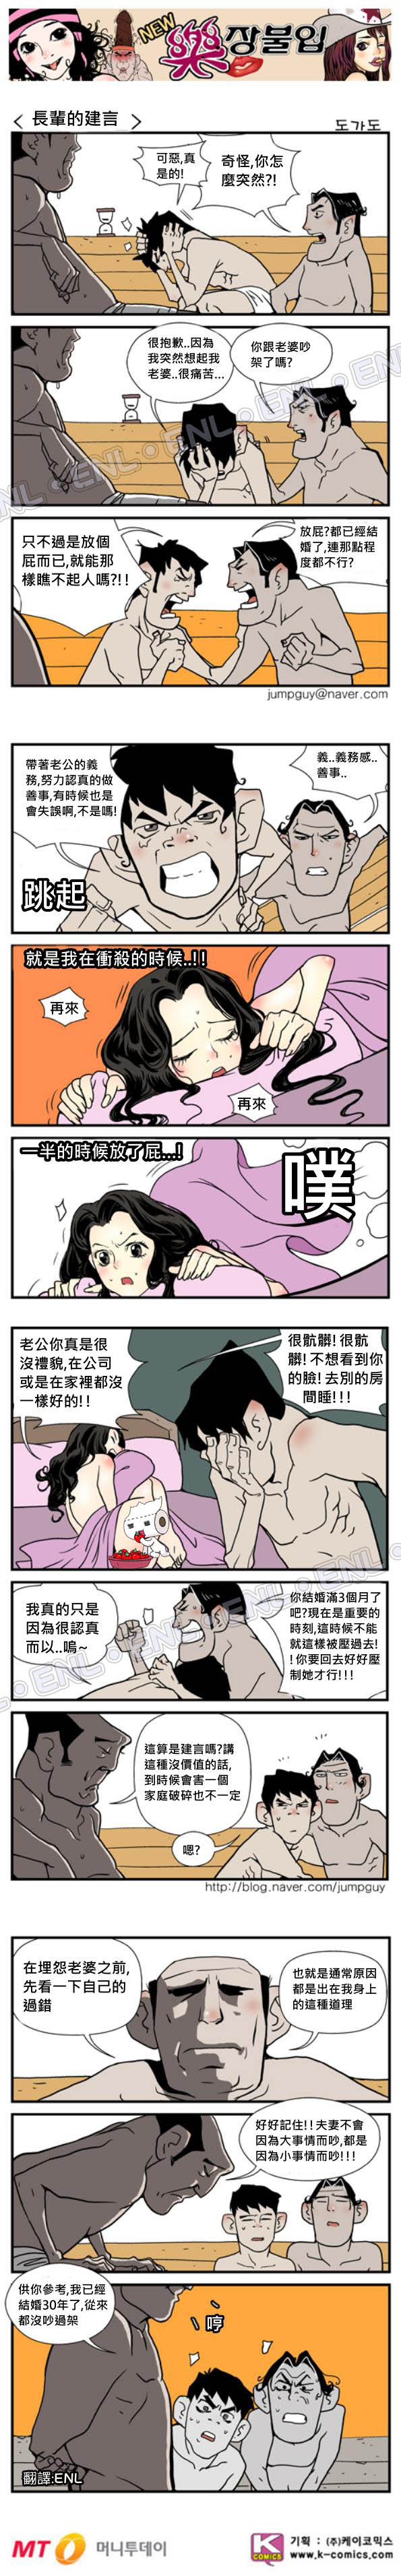 NEW 樂장불입
< 長輩的建言 >
도가도
可惡,真
是的!
奇怪,你怎
麼突然?!
很抱歉..因為
我突然想起我
老婆..很痛苦...
你跟老婆吵
架了嗎?
ENL
只不過是放個
屁而已,就能那
樣瞧不起人嗎?!!
放屁?都已經結
婚了,連那點程
度都不行?
jumpguy@naver.com
帶著老公的義
務,努力認真的做
善事,有時候也是
會失誤啊,不是嗎!
義..義務感..
善事..
跳起
就是我在衝殺的時候..!!
再來
再來
一半的時候放了屁...!
噗
老公你真是很
沒禮貌,在公司
或是在家裡都沒
一樣好的!!
很骯髒!很骯
髒!不想看到你
的臉!去別的房
間睡!!!
我真的只是
因為很認真
而以..嗚~
你結婚滿3個月了
吧?現在是重要的
時刻,這時候不能
就這樣被壓過去!
!你要回去好好壓
制她才行!!!
這算是建言嗎?講
這種沒價值的話,
到時候會害一個
家庭破碎也不一定
嗯?
http://blog.naver.com/jumpguy
在埋怨老婆之前,
先看一下自己的
過錯
也就是通常原因
都是出在我身上
的這種道理
好好記住!!夫妻不會
因為大事情而吵,都是
因為小事情而吵!!!
供你參考,我已經
結婚30年了,從來
都沒吵過架
哼
翻譯:ENL
MT 머니투데이
K COMICS 기획 : (주)케이코믹스
www.k-comics.com